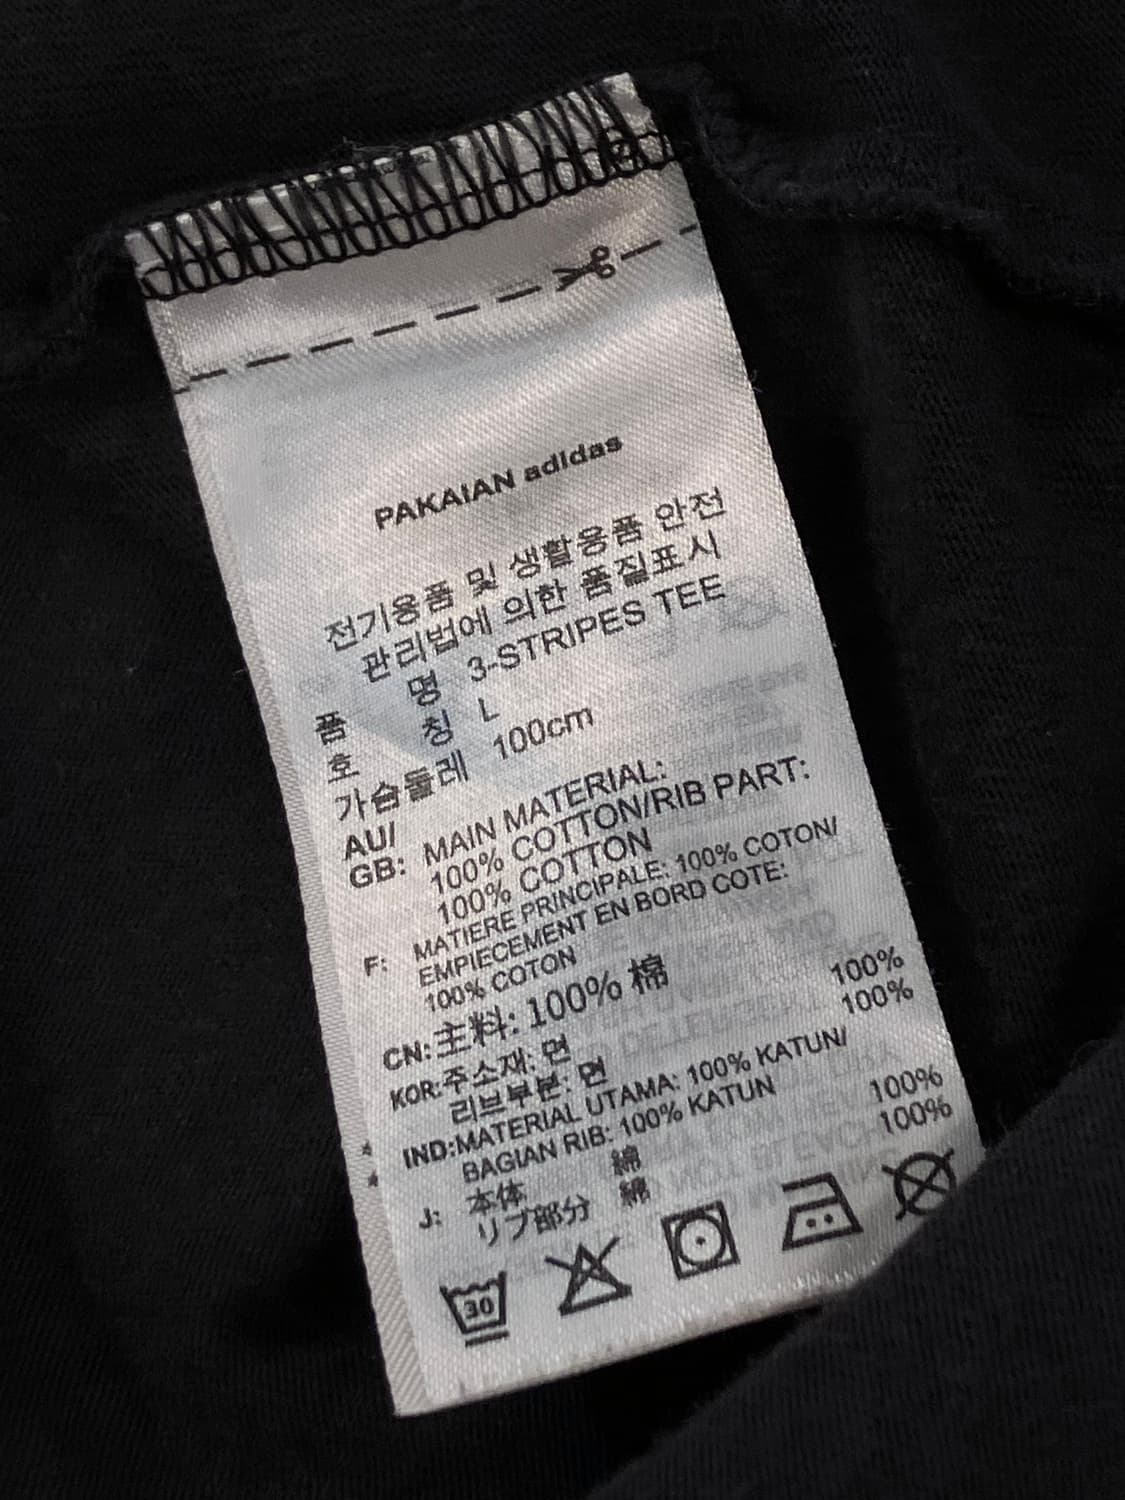 PAKAIAN adidas
전기용품 및 생활용품 안전
관리법에 의한 품질표시
품 명 3-STRIPES TEE
호 칭 L
가슴둘레 100cm
AU/
GB: MAIN MATERIAL:
100% COTTON/RIB PART:
100% COTTON
F: MATIERE PRINCIPALE: 100% COTON/
EMPIECEMENT EN BORD COTE:
100% COTON
CN:主料: 100% 棉
KOR:주소재: 면 100%
리브부분: 면 100%
IND:MATERIAL UTAMA: 100% KATUN/
BAGIAN RIB: 100% KATUN
J: 本体 綿 100%
リブ部分 綿 100%
30